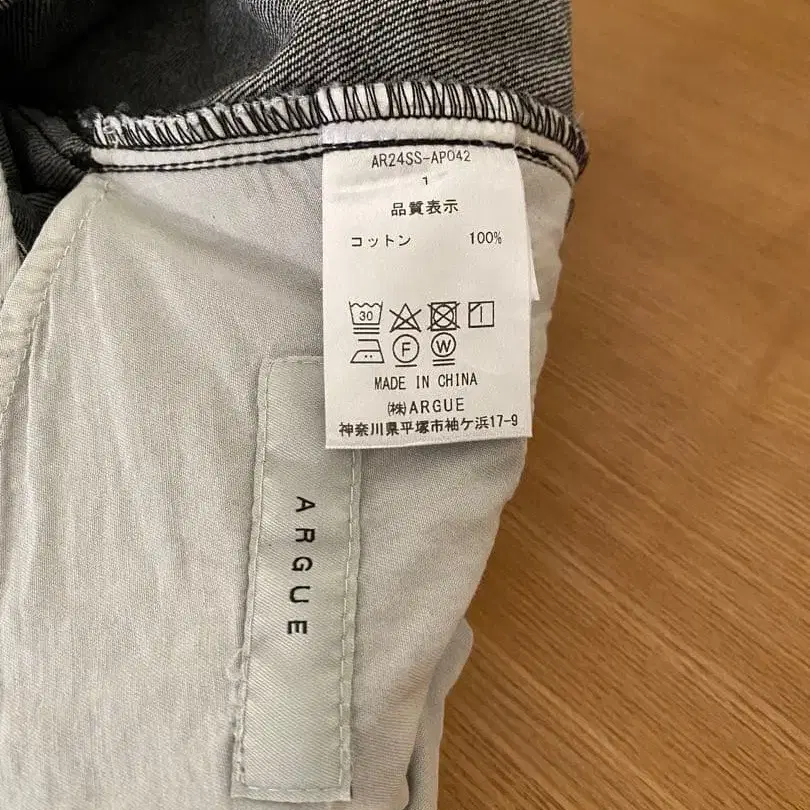 AR24SS-AP042
1
品質表示
コットン 100%
30
F W
MADE IN CHINA
㈱ARGUE
神奈川県平塚市袖ケ浜17-9
ARGUE